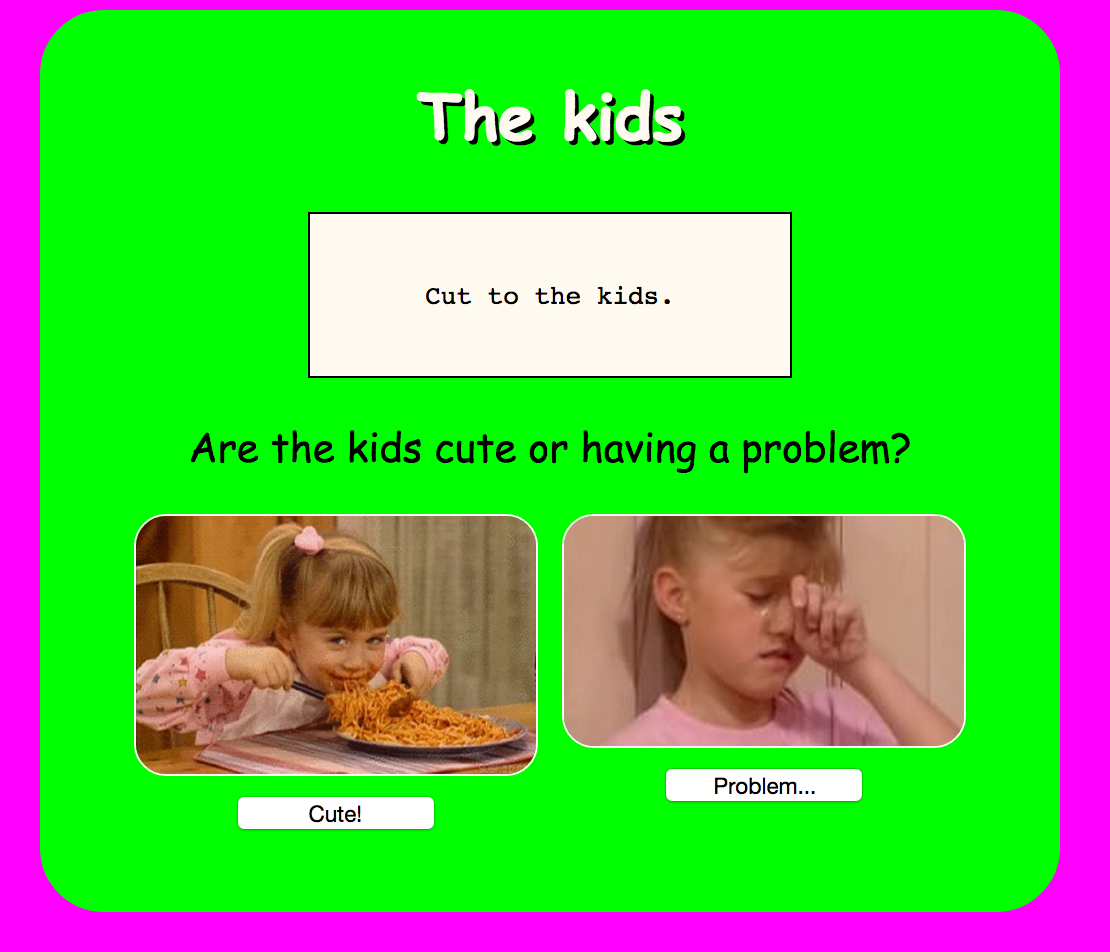 The kids
Cut to the kids.
Are the kids cute or having a problem?
Cute!
Problem...